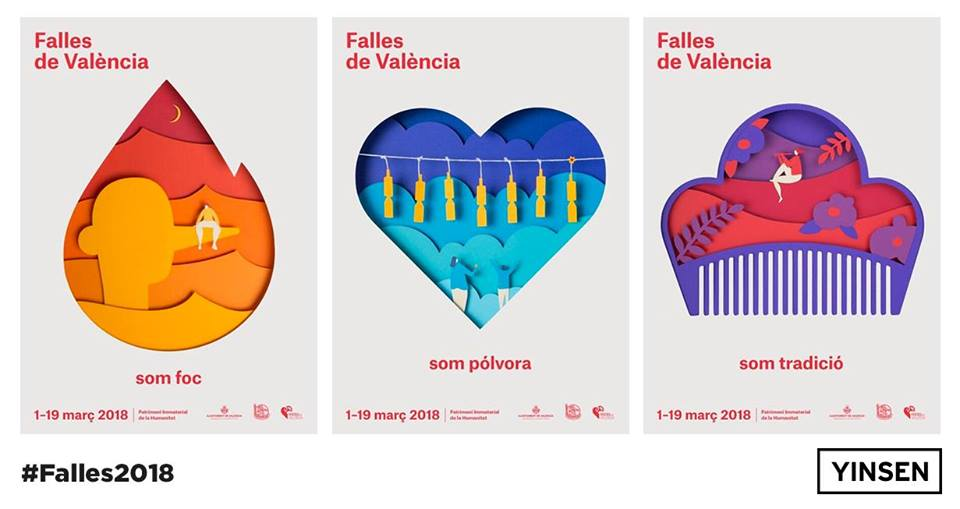 Falles
de València
som foc
1-19 març 2018
Patrimoni Immaterial
de la Humanitat
Falles
de València
som pólvora
1-19 març 2018
Patrimoni Immaterial
de la Humanitat
Falles
de València
som tradició
1-19 març 2018
Patrimoni Immaterial
de la Humanitat
#Falles2018
YINSEN